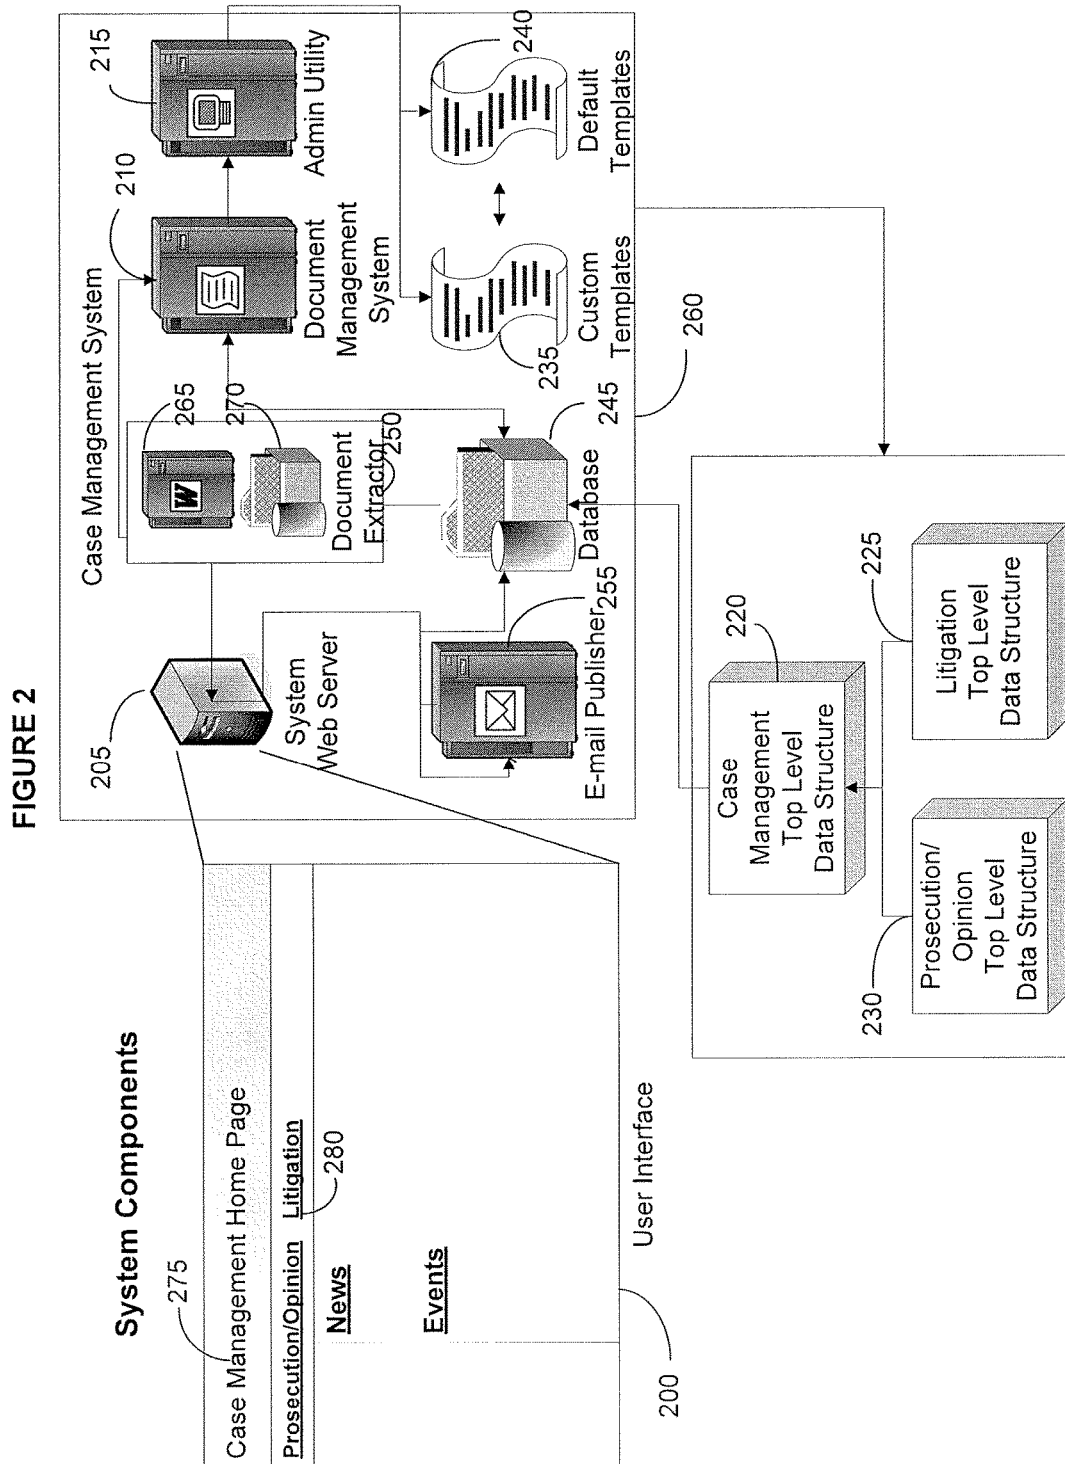 FIGURE 2
System Components
275
Case Management Home Page
Prosecution/Opinion Litigation
280
News
Events
200
User Interface
205
System
Web Server
Case Management System
265
W
270
Document
Extractor
250
210
Document
Management
System
215
Admin Utility
E-mail Publisher
255
Database
245
Custom
Templates
235
Default
Templates
240
260
Case
Management
Top Level
Data Structure
220
Prosecution/
Opinion
Top Level
Data Structure
230
Litigation
Top Level
Data Structure
225